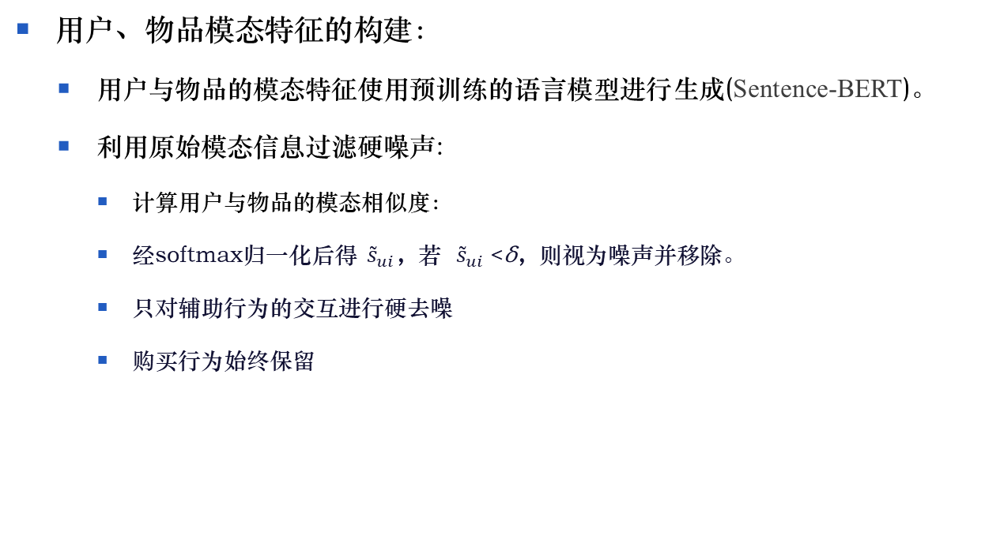 用户、物品模态特征的构建：
用户与物品的模态特征使用预训练的语言模型进行生成(Sentence-BERT)。
利用原始模态信息过滤硬噪声:
计算用户与物品的模态相似度：
经softmax归一化后得 s̃ui，若 s̃ui <δ，则视为噪声并移除。
只对辅助行为的交互进行硬去噪
购买行为始终保留